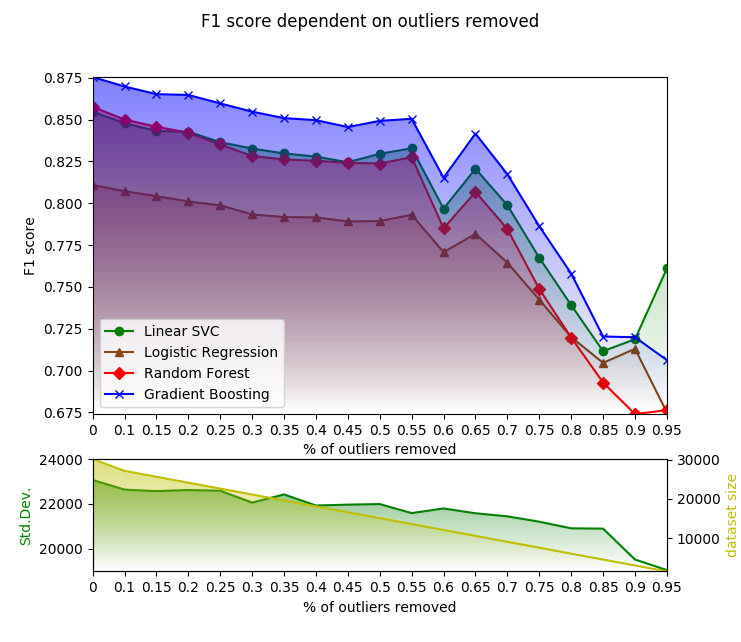 F1 score dependent on outliers removed
0.875
0.850
0.825
0.800
0.775
0.750
0.725
0.700
0.675
F1 score
Linear SVC
Logistic Regression
Random Forest
Gradient Boosting
0 0.1 0.15 0.2 0.25 0.3 0.35 0.4 0.45 0.5 0.55 0.6 0.65 0.7 0.75 0.8 0.85 0.9 0.95
% of outliers removed
24000
22000
20000
Std.Dev.
30000
20000
10000
dataset size
0 0.1 0.15 0.2 0.25 0.3 0.35 0.4 0.45 0.5 0.55 0.6 0.65 0.7 0.75 0.8 0.85 0.9 0.95
% of outliers removed